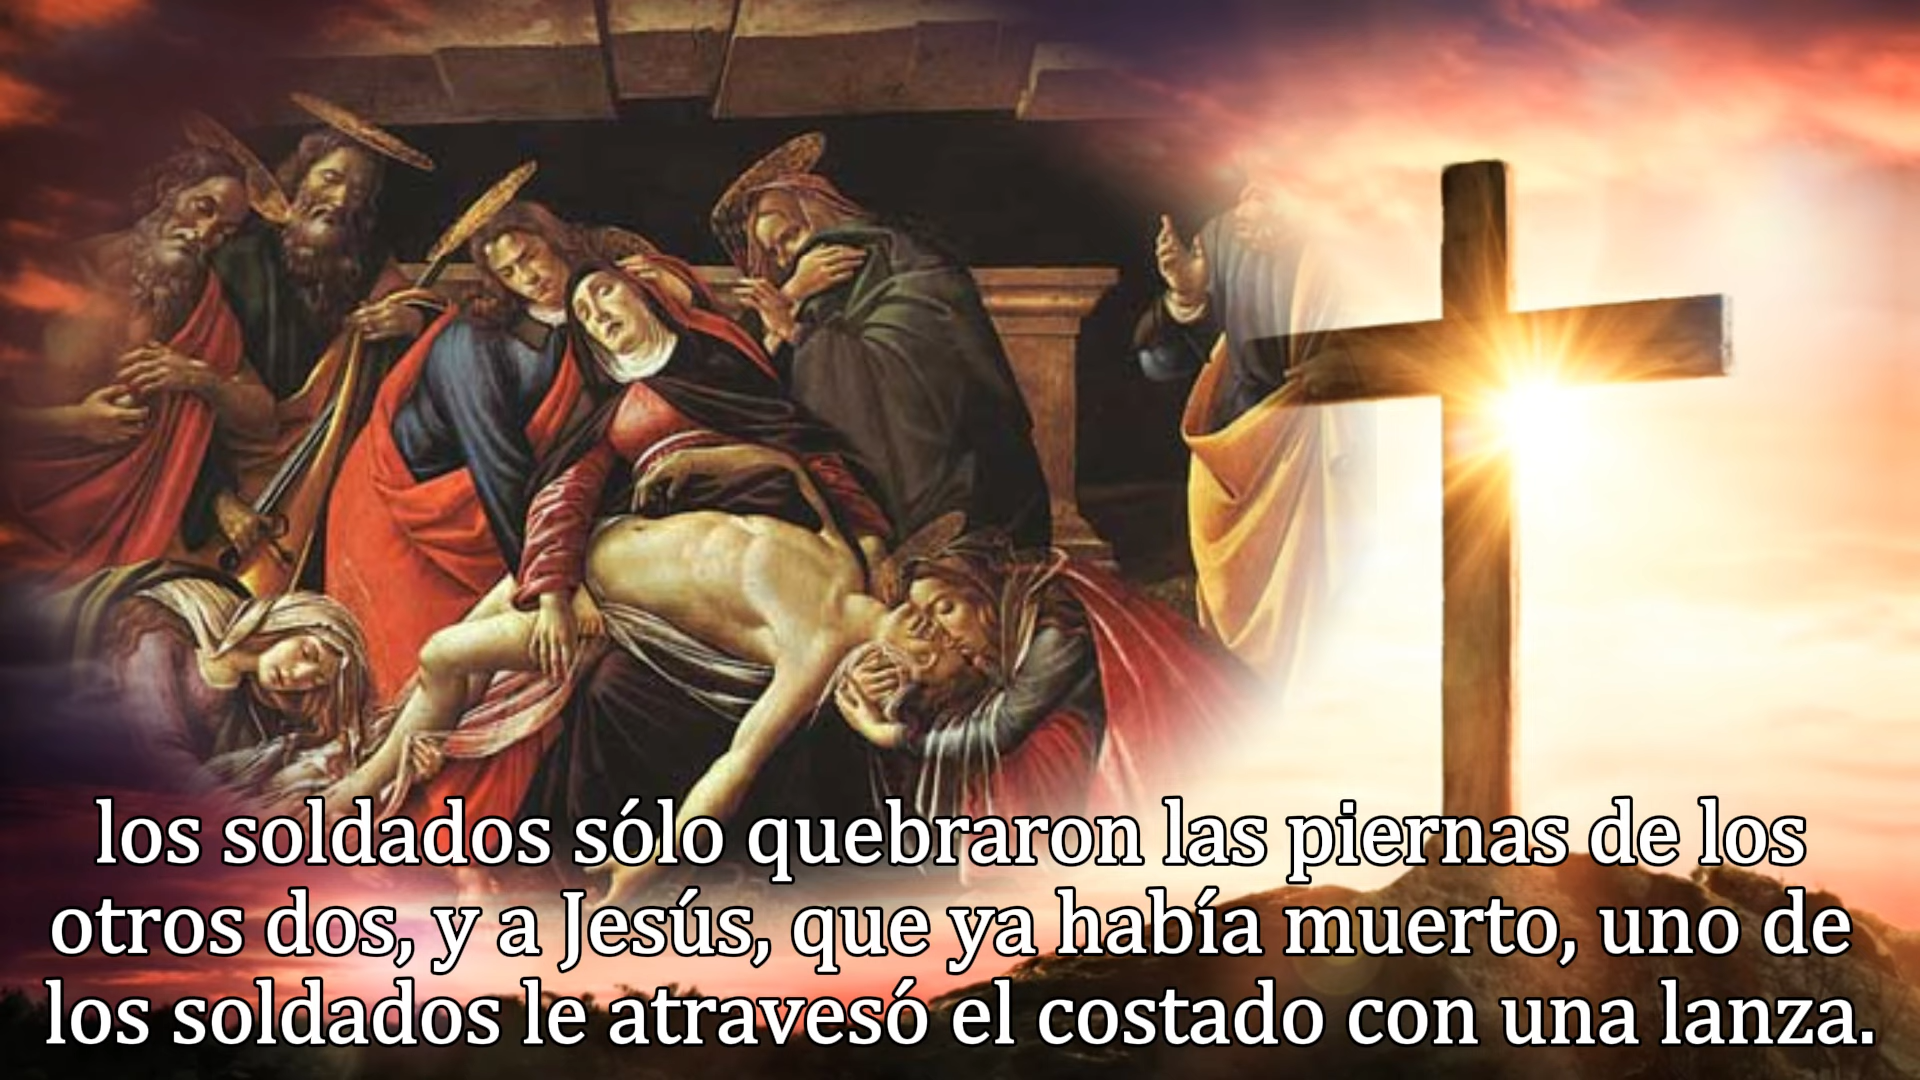 los soldados sólo quebraron las piernas de los
otros dos, y a Jesús, que ya había muerto, uno de
los soldados le atravesó el costado con una lanza.